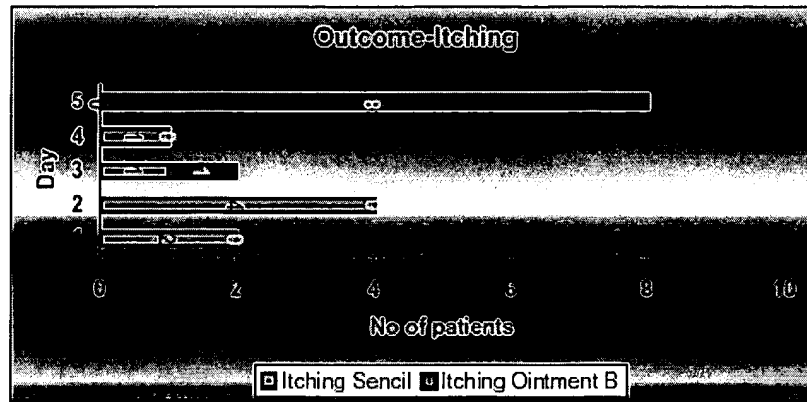 Outcome-Itching
Day
5
8
4
3
2
0 2 4 6 8 10
No of patients
Itching Sencil Itching Ointment B